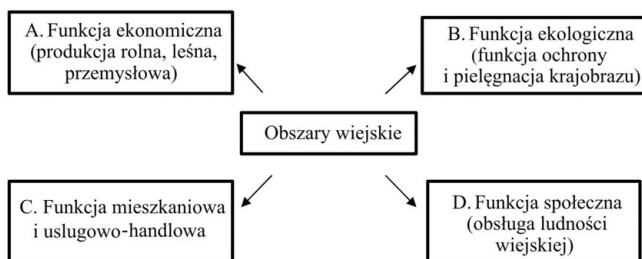 A. Funkcja ekonomiczna
(produkcja rolna, leśna,
przemysłowa)
B. Funkcja ekologiczna
(funkcja ochrony
i pielęgnacja krajobrazu)
Obszary wiejskie
C. Funkcja mieszkaniowa
i uslugowo-handlowa
D. Funkcja społeczna
(obsługa ludności
wiejskiej)